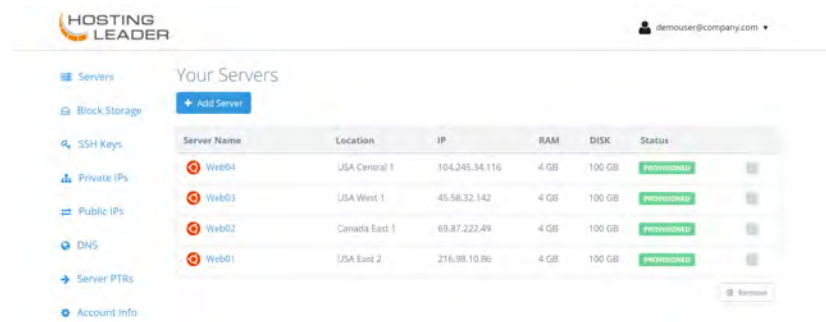 HOSTING
LEADER
demouser@company.com
Servers
Block Storage
SSH Keys
Private IPs
Public IPs
DNS
Server PTRs
Account Info
Your Servers
+ Add Server
Server Name Location IP RAM DISK Status
Web04 USA Central 1 104.245.34.116 4 GB 100 GB PROVISIONED
Web03 USA West 1 45.58.32.142 4 GB 100 GB PROVISIONED
Web02 Canada East 1 69.87.222.49 4 GB 100 GB PROVISIONED
Web01 USA East 2 216.98.10.86 4 GB 100 GB PROVISIONED
Remove